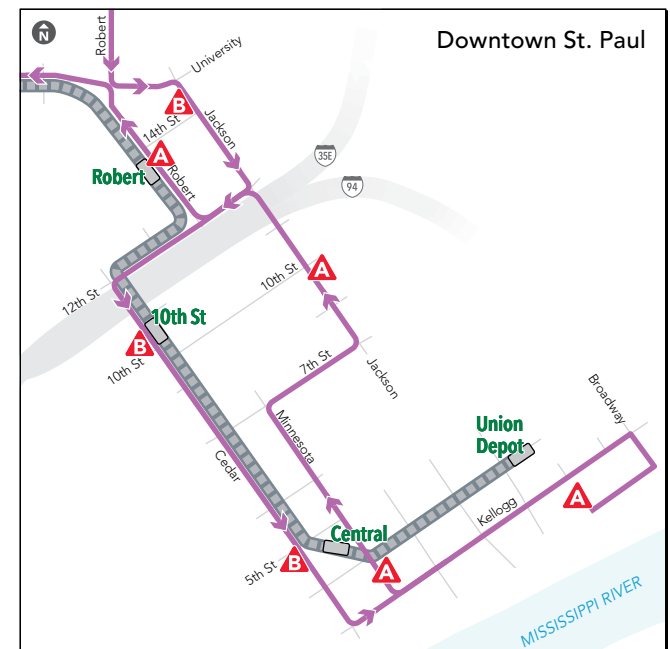 N
Robert
Downtown St. Paul
University
B
14th St
Jackson
A
Robert
Robert
35E
94
10th St
A
12th St
10th St
B
10th St
7th St
Jackson
Minnesota
Broadway
Union
Depot
Cedar
A
Kellogg
Central
5th St
B
A
MISSISSIPPI RIVER